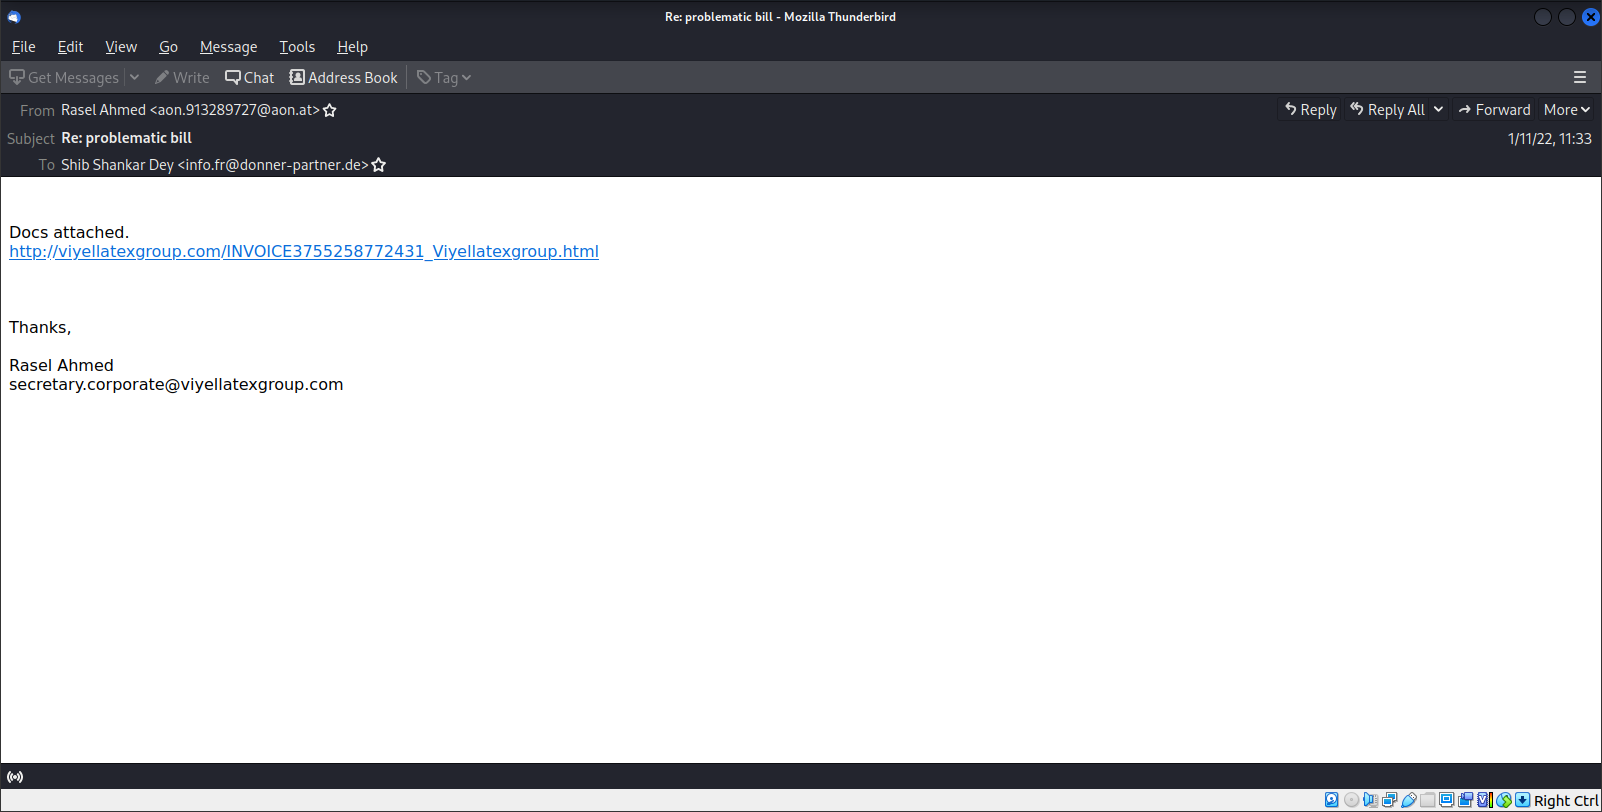 Re: problematic bill - Mozilla Thunderbird
File Edit View Go Message Tools Help
Get Messages Write Chat Address Book Tag
From Rasel Ahmed <aon.913289727@aon.at> Reply Reply All Forward More
Subject Re: problematic bill 1/11/22, 11:33
To Shib Shankar Dey <info.fr@donner-partner.de>
Docs attached.
http://viyellatexgroup.com/INVOICE3755258772431_Viyellatexgroup.html
Thanks,
Rasel Ahmed
secretary.corporate@viyellatexgroup.com
Right Ctrl